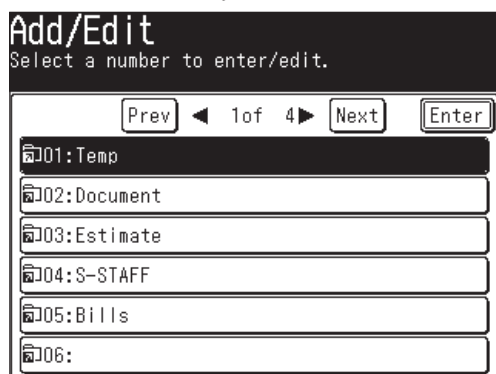 Add/Edit
Select a number to enter/edit.
Prev ◀ 1of 4▶ Next Enter
01:Temp
02:Document
03:Estimate
04:S-STAFF
05:Bills
06: